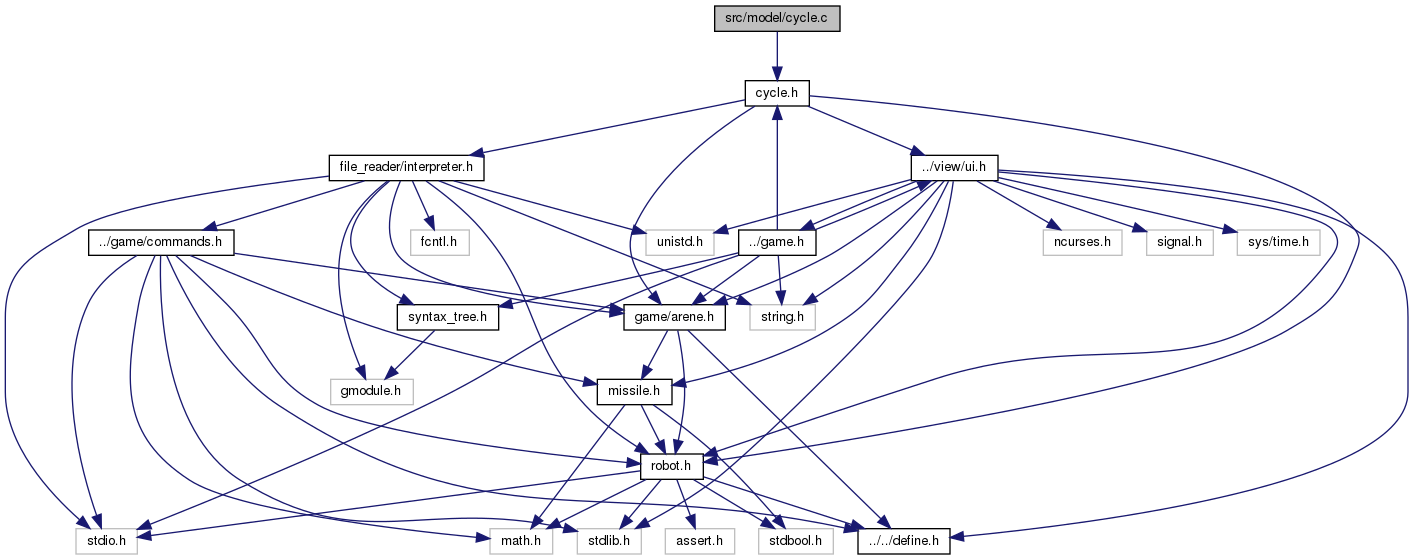 src/model/cycle.c
cycle.h
file_reader/interpreter.h
../view/ui.h
../game/commands.h
fcntl.h
unistd.h
../game.h
ncurses.h
signal.h
sys/time.h
syntax_tree.h
game/arene.h
string.h
gmodule.h
missile.h
robot.h
stdio.h
math.h
stdlib.h
assert.h
stdbool.h
../../define.h